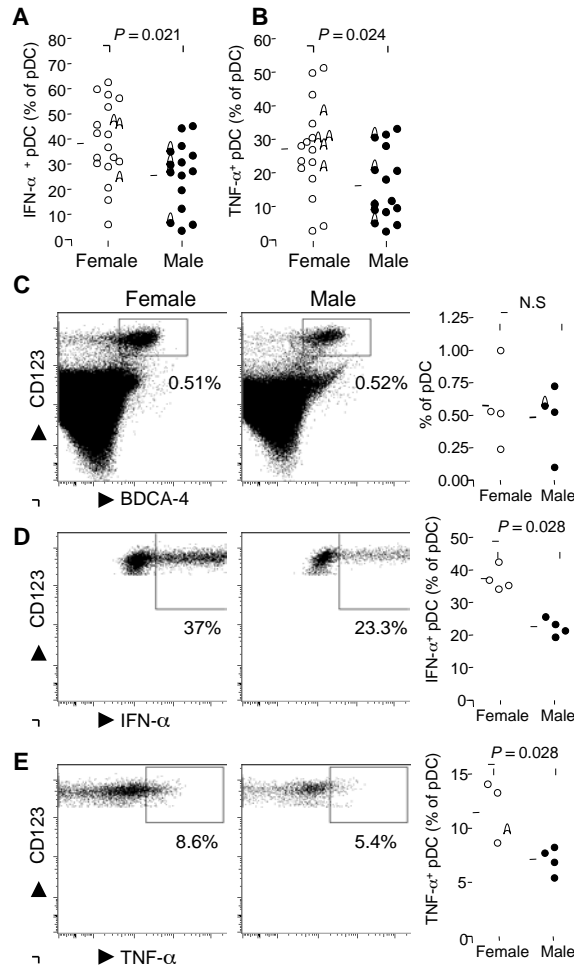 A
P = 0.021
IFN-α + pDC (% of pDC)
80
70
60
50
40
30
20
10
0
Female Male
B
P = 0.024
TNF-α+ pDC (% of pDC)
60
50
40
30
20
10
0
Female Male
C
Female Male
CD123
0.51%
0.52%
BDCA-4
N.S
% of pDC
1.25
1.00
0.75
0.50
0.25
0.00
Female Male
D
CD123
37%
23.3%
IFN-α
P = 0.028
IFN-α+ pDC (% of pDC)
50
40
30
20
10
0
Female Male
E
CD123
8.6%
5.4%
TNF-α
P = 0.028
TNF-α+ pDC (% of pDC)
15
10
5
0
Female Male